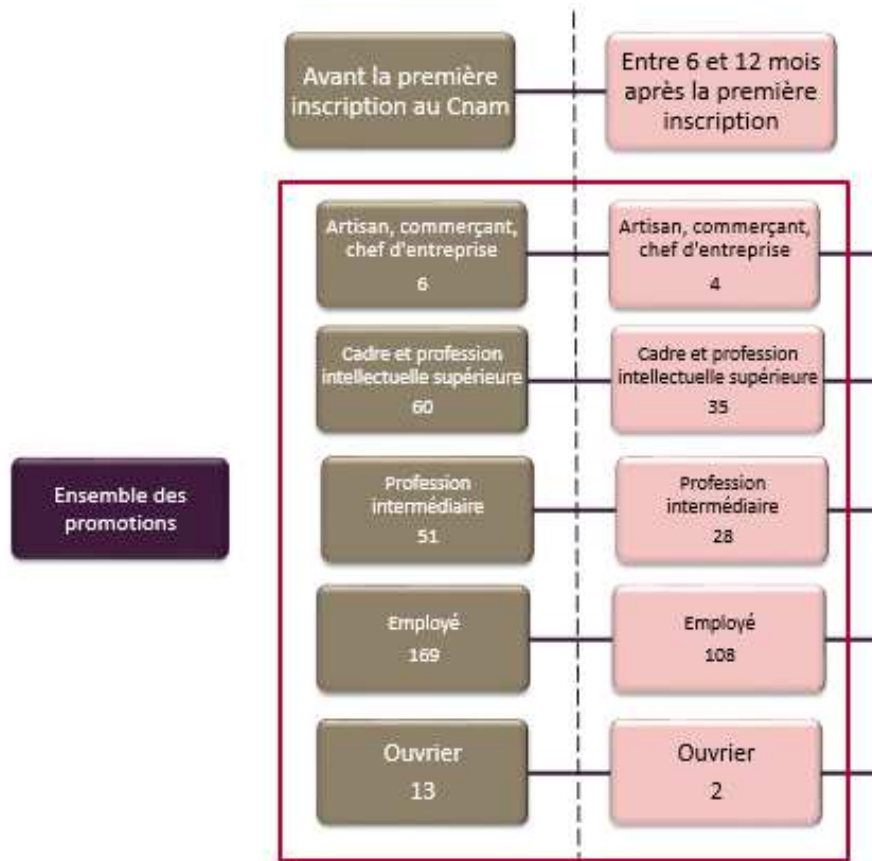 Avant la première
inscription au Cnam
Entre 6 et 12 mois
après la première
inscription
Artisan, commerçant,
chef d'entreprise
6
Artisan, commerçant,
chef d'entreprise
4
Cadre et profession
intellectuelle supérieure
60
Cadre et profession
intellectuelle supérieure
35
Ensemble des
promotions
Profession
intermédiaire
51
Profession
intermédiaire
28
Employé
169
Employé
108
Ouvrier
13
Ouvrier
2